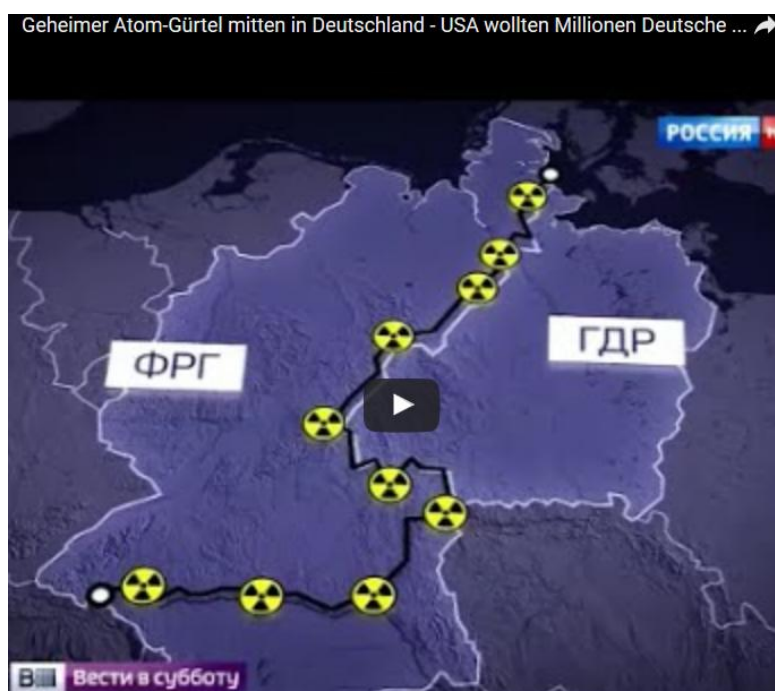 Geheimer Atom-Gürtel mitten in Deutschland - USA wollten Millionen Deutsche ...
РОССИЯ
ФРГ
ГДР
Вести в субботу